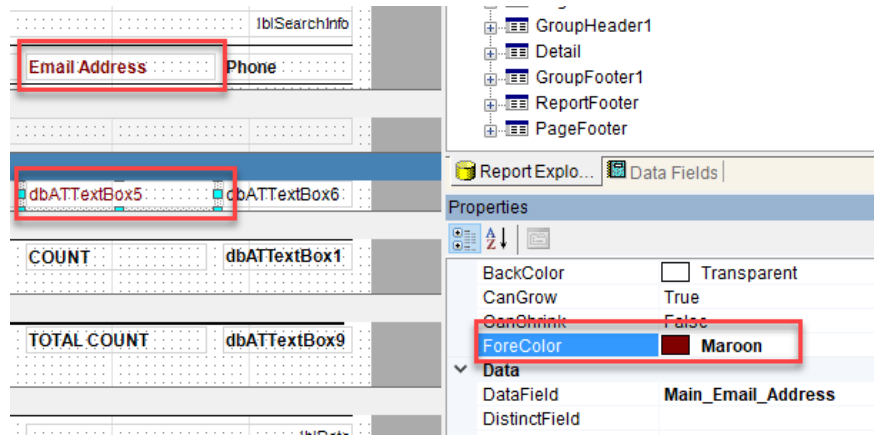 lblSearchInfo
Email Address
Phone
dbATTextBox5
dbATTextBox6
COUNT
dbATTextBox1
TOTAL COUNT
dbATTextBox9
GroupHeader1
Detail
GroupFooter1
ReportFooter
PageFooter
Report Explo...
Data Fields
Properties
BackColor Transparent
CanGrow True
CanShrink False
ForeColor Maroon
Data
DataField Main_Email_Address
DistinctField